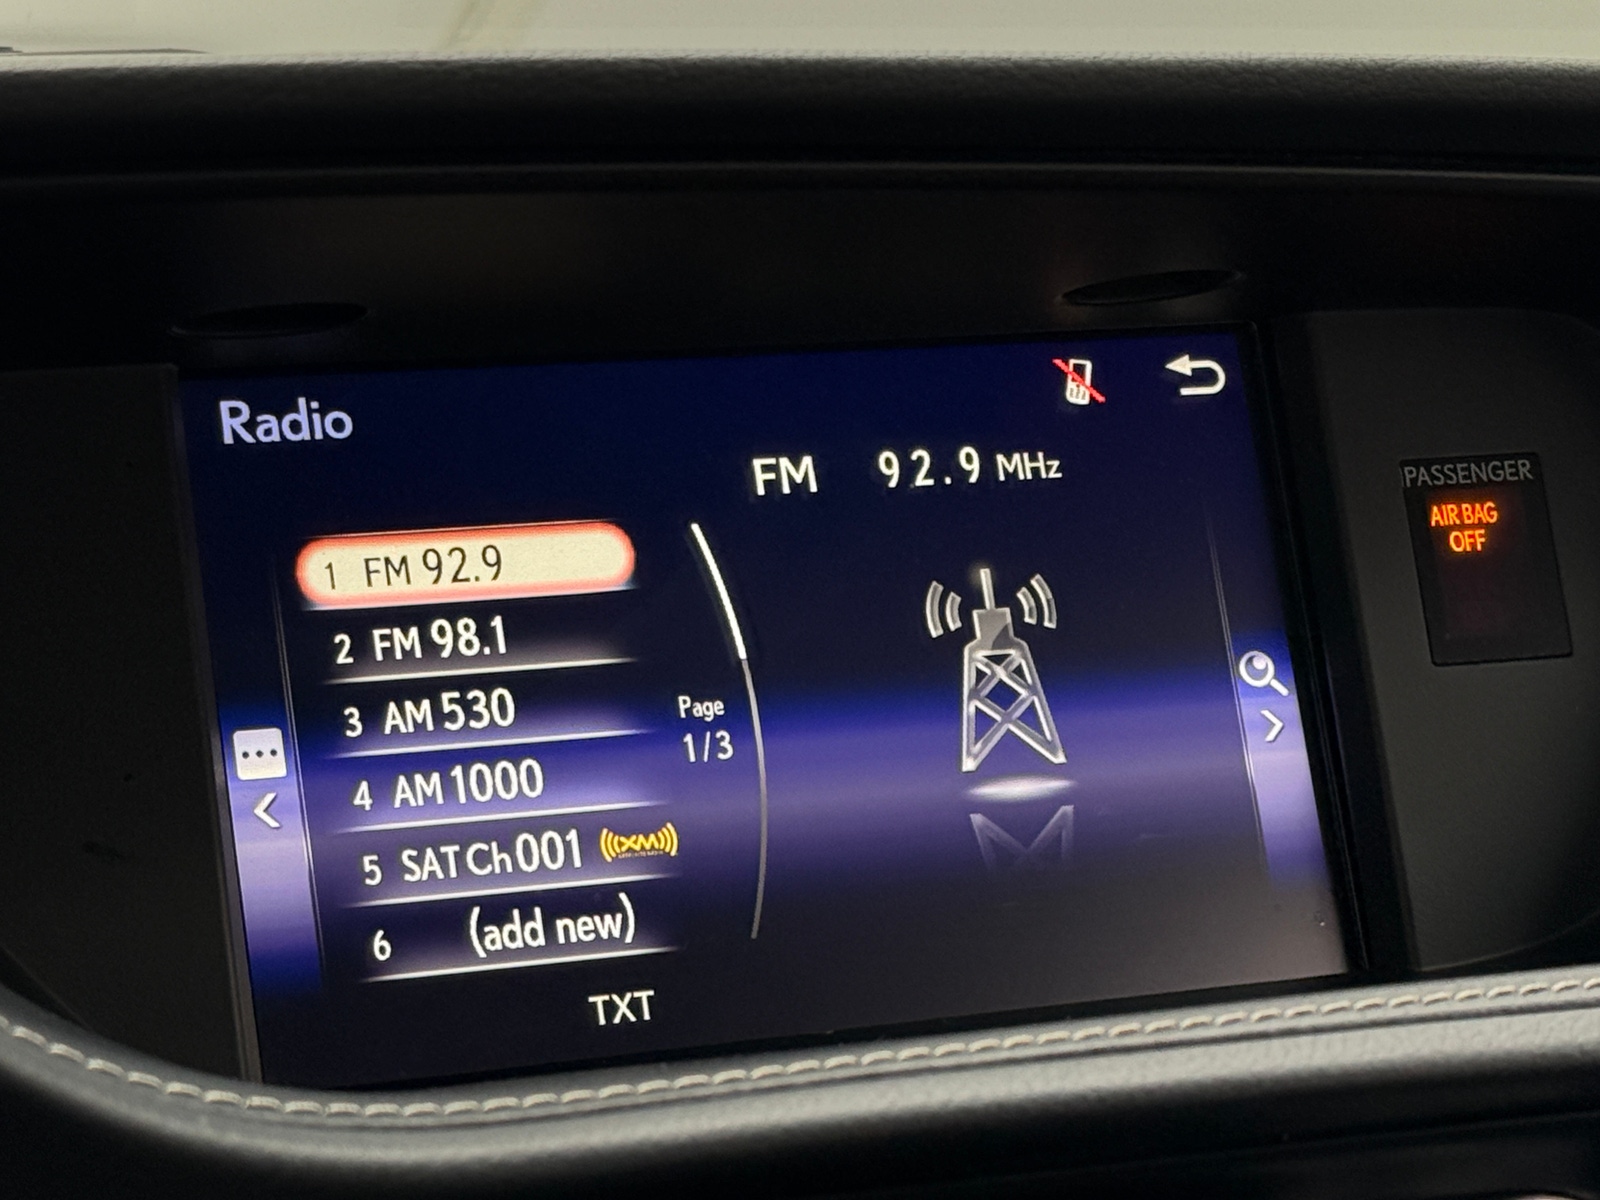 Radio
FM 92.9 MHz
1 FM 92.9
2 FM 98.1
3 AM 530
4 AM 1000
5 SAT Ch 001 ((XM))
6 (add new)
Page
1/3
TXT
PASSENGER
AIR BAG
OFF